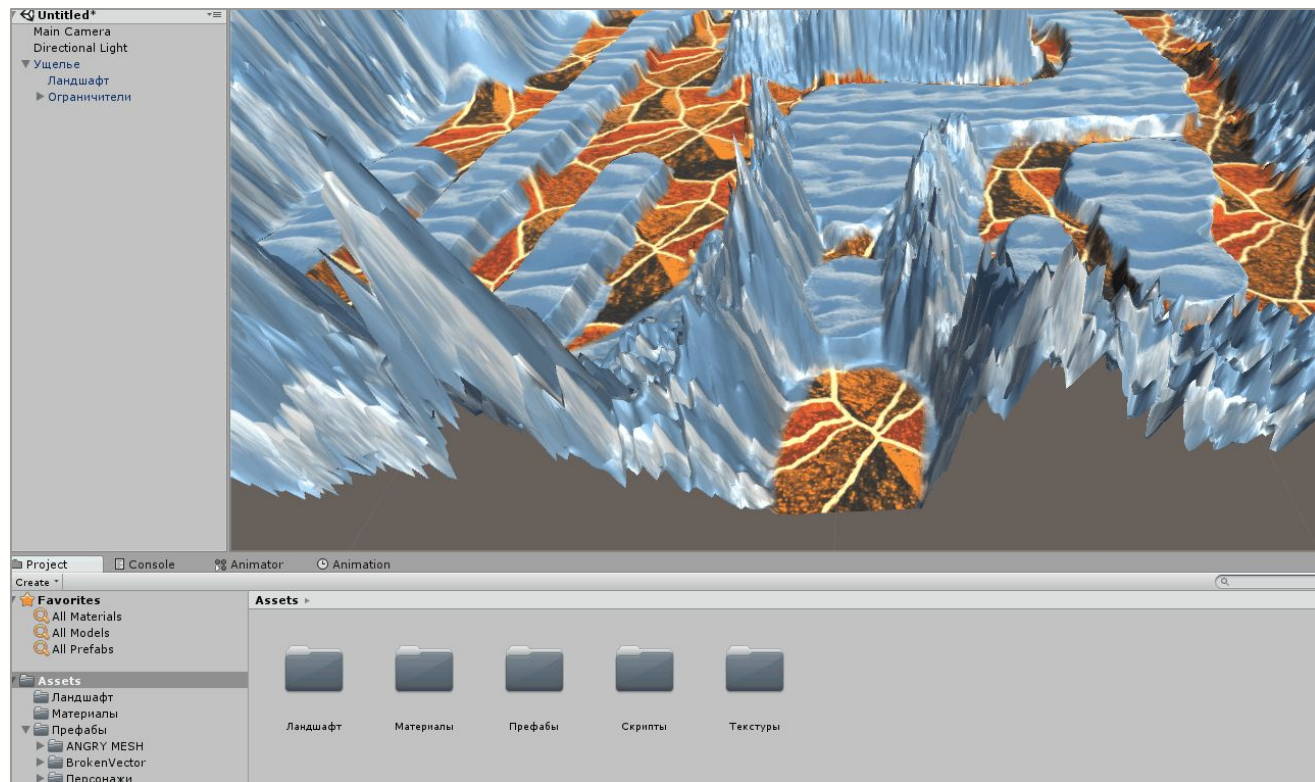 Untitled*
Main Camera
Directional Light
Ущелье
Ландшафт
Ограничители
Project
Console
Animator
Animation
Create
Favorites
All Materials
All Models
All Prefabs
Assets
Ландшафт
Материалы
Префабы
ANGRY MESH
BrokenVector
Персонажи
Assets
Ландшафт
Материалы
Префабы
Скрипты
Текстуры